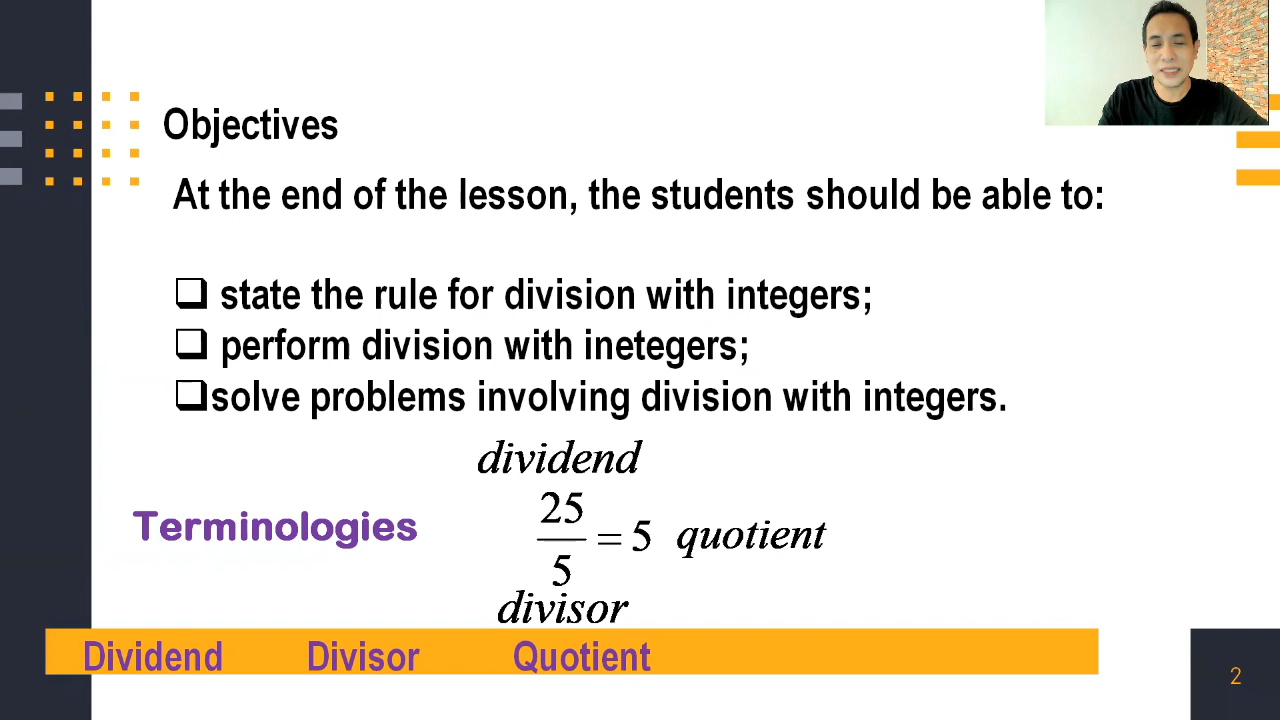 Objectives
At the end of the lesson, the students should be able to:
❑ state the rule for division with integers;
❑ perform division with inetegers;
❑solve problems involving division with integers.
dividend
Terminologies
25
5
= 5 quotient
divisor
Dividend Divisor Quotient
2